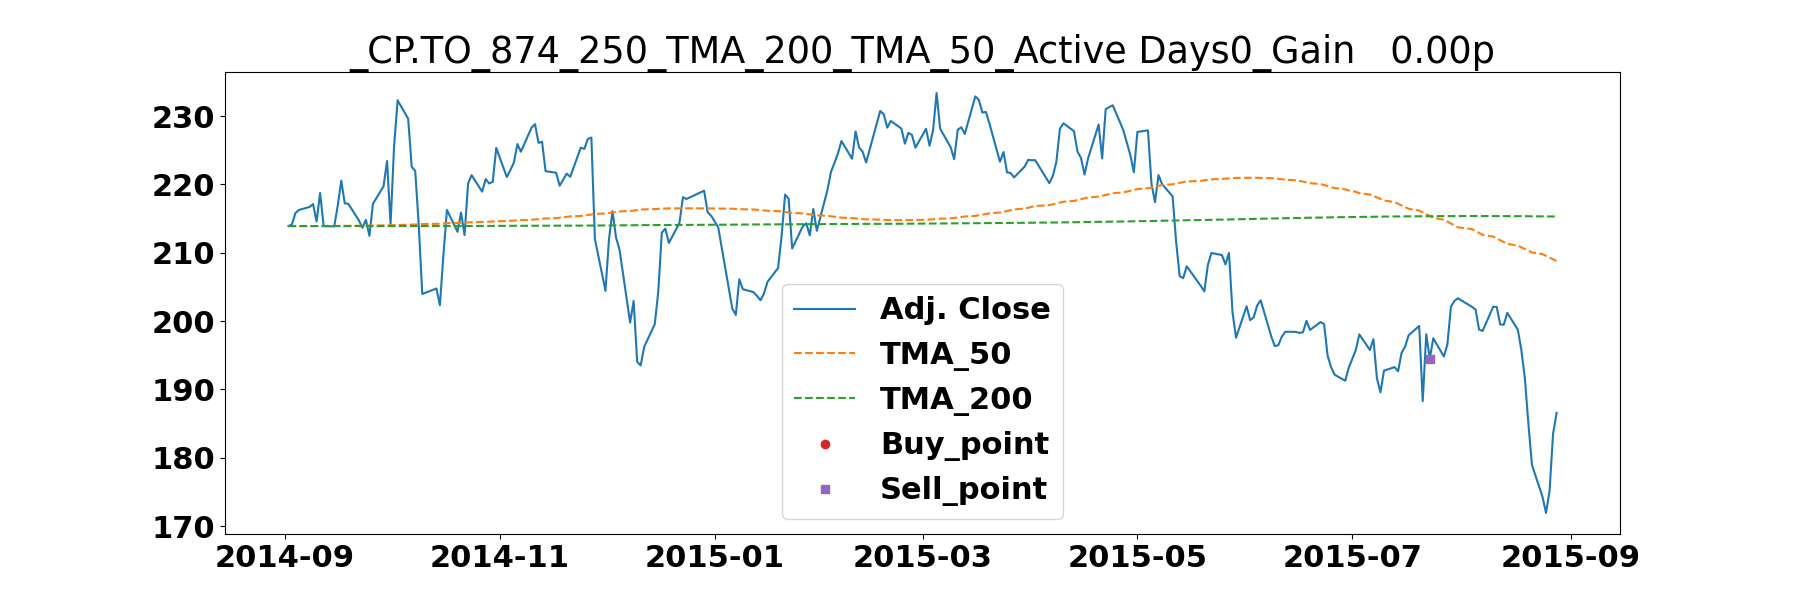 _CP.TO_874_250_TMA_200_TMA_50_Active Days0_Gain   0.00p
230
220
210
200
190
180
170
Adj. Close
TMA_50
TMA_200
Buy_point
Sell_point
2014-09 2014-11 2015-01 2015-03 2015-05 2015-07 2015-09